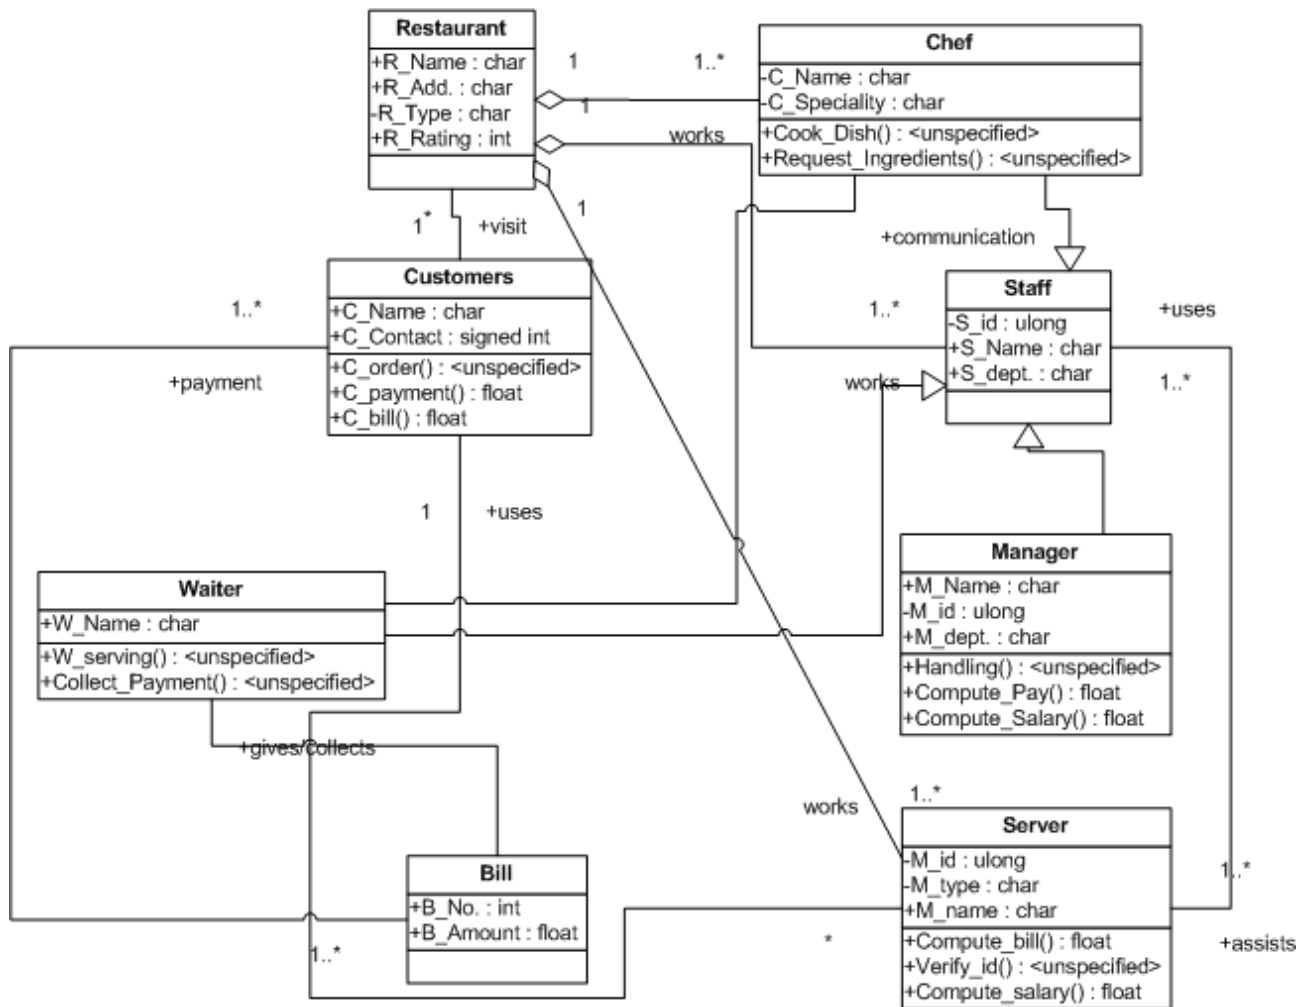 Restaurant
+R_Name : char
+R_Add. : char
-R_Type : char
+R_Rating : int
1
1..*
1
works
1
Chef
-C_Name : char
-C_Speciality : char
+Cook_Dish() : <unspecified>
+Request_Ingredients() : <unspecified>
1*
+visit
+communication
Customers
+C_Name : char
+C_Contact : signed int
+C_order() : <unspecified>
+C_payment() : float
+C_bill() : float
1..*
+payment
Staff
-S_id : ulong
+S_Name : char
+S_dept. : char
1..*
works
+uses
1..*
1
+uses
Waiter
+W_Name : char
+W_serving() : <unspecified>
+Collect_Payment() : <unspecified>
Manager
+M_Name : char
-M_id : ulong
+M_dept. : char
+Handling() : <unspecified>
+Compute_Pay() : float
+Compute_Salary() : float
+gives/collects
works
1..*
Bill
+B_No. : int
+B_Amount : float
1..*
*
Server
-M_id : ulong
-M_type : char
+M_name : char
+Compute_bill() : float
+Verify_id() : <unspecified>
+Compute_salary() : float
1..*
+assists